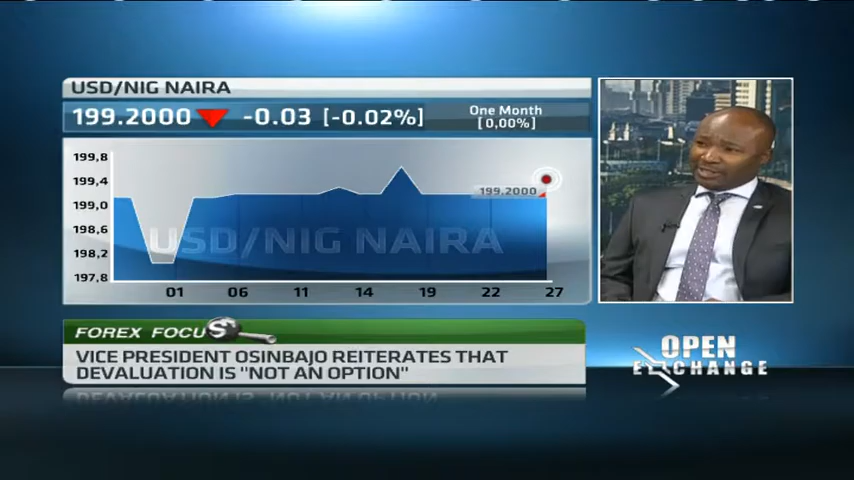 USD/NIG NAIRA
199.2000 -0.03 [-0.02%]
One Month
[0,00%]
199,8
199,4
199,0
198,6
198,2
197,8
199.2000
USD/NIG NAIRA
01 06 11 14 19 22 27
FOREX FOCUS
VICE PRESIDENT OSINBAJO REITERATES THAT
DEVALUATION IS "NOT AN OPTION"
OPEN
EXCHANGE